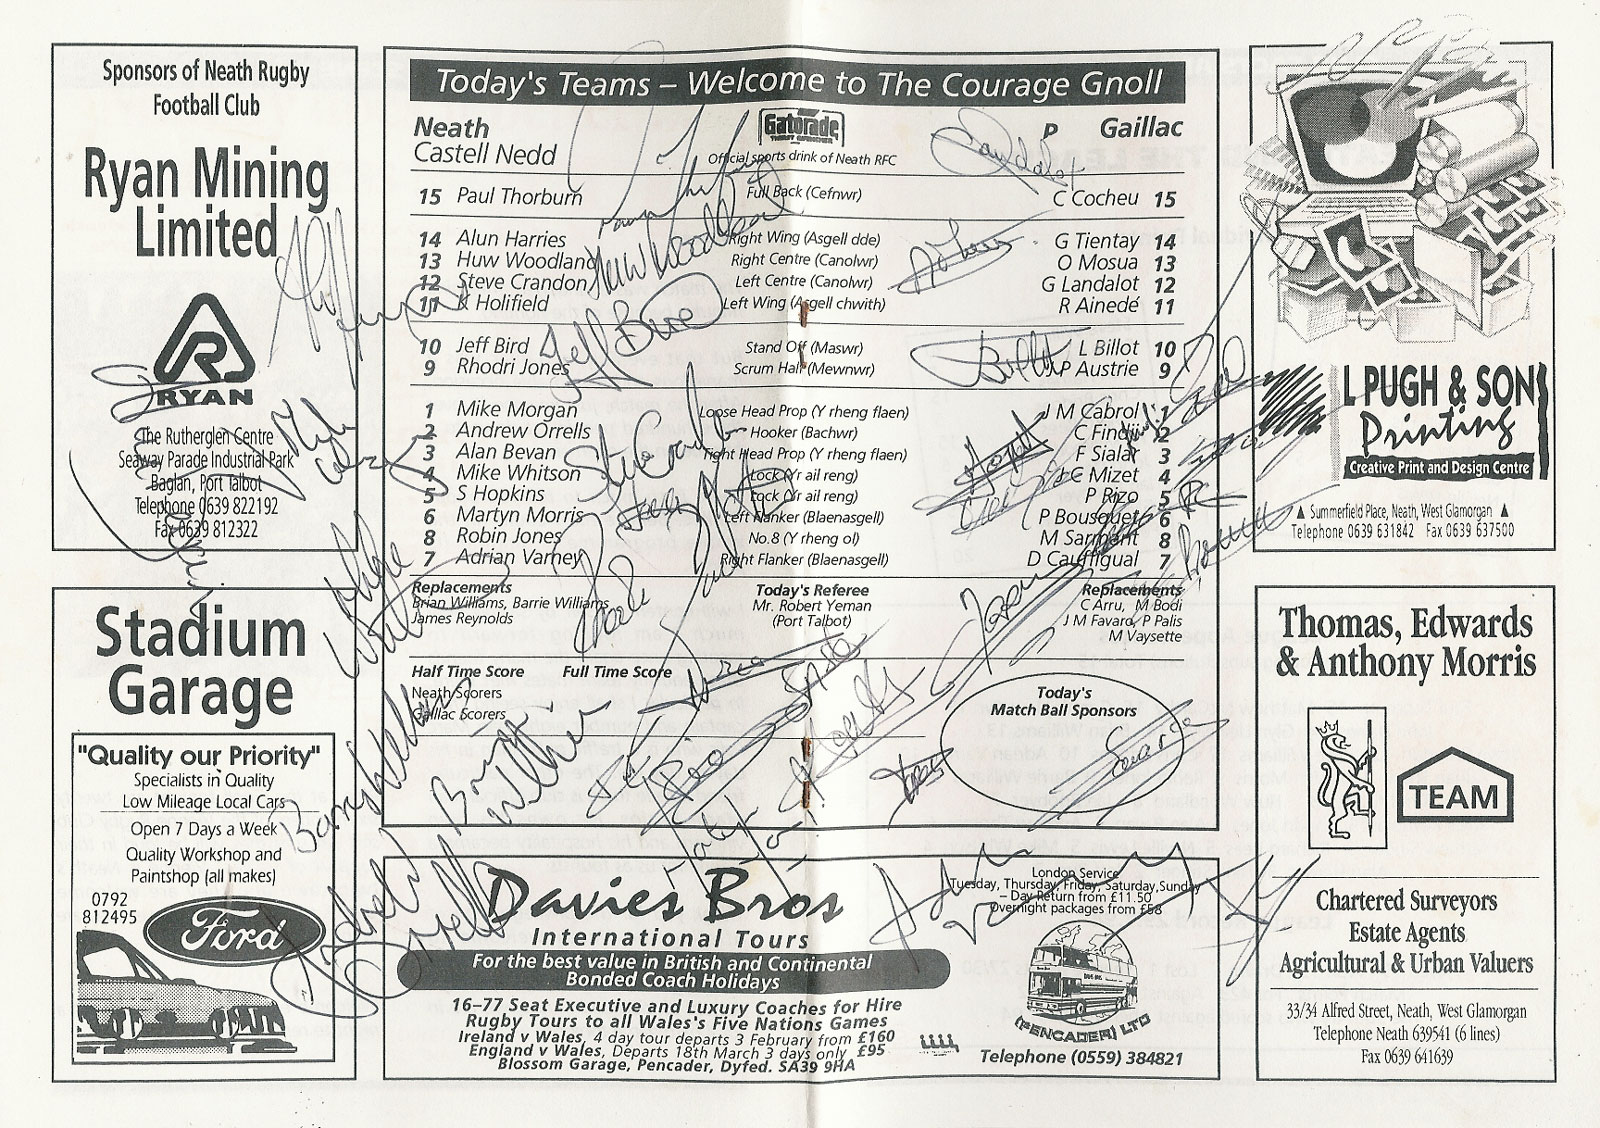 Sponsors of Neath Rugby
Football Club
Ryan Mining
Limited
RYAN
The Rutherglen Centre
Seaway Parade Industrial Park
Baglan, Port Talbot
Telephone 0639 822192
Fax 0639 812322
Stadium
Garage
"Quality our Priority"
Specialists in Quality
Low Mileage Local Cars
Open 7 Days a Week
Quality Workshop and
Paintshop (all makes)
0792
812495
Ford
Today's Teams – Welcome to The Courage Gnoll
Neath Gatorade P Gaillac
Castell Nedd
Official sports drink of Neath RFC
15 Paul Thorburn Full Back (Cefnwr) C Cocheu 15
14 Alun Harries Right Wing (Asgell dde) G Tientay 14
13 Huw Woodland Right Centre (Canolwr) O Mosua 13
12 Steve Crandon Left Centre (Canolwr) G Landalot 12
11 K Holifield Left Wing (Asgell chwith) R Ainedé 11
10 Jeff Bird Stand Off (Maswr) L Billot 10
9 Rhodri Jones Scrum Half (Mewnwr) P Austrie 9
1 Mike Morgan Loose Head Prop (Y rheng flaen) J M Cabrol 1
2 Andrew Orrells Hooker (Bachwr) C Findji 2
3 Alan Bevan Tight Head Prop (Y rheng flaen) F Sialar 3
4 Mike Whitson Lock (Yr ail reng) C Mizet 4
5 S Hopkins Lock (Yr ail reng) P Rizo 5
6 Martyn Morris Left Flanker (Blaenasgell) P Bousquet 6
8 Robin Jones No.8 (Y rheng ol) M Sarmant 8
7 Adrian Varney Right Flanker (Blaenasgell) D Cauffigual 7
Replacements Today's Referee Replacements
Brian Williams, Barrie Williams Mr. Robert Yeman C Arru, M Bodi
James Reynolds (Port Talbot) J M Favard, P Palis
M Vaysette
Half Time Score Full Time Score
Neath Scorers
Gaillac Scorers
Today's
Match Ball Sponsors
Huw Woodland
Jeff Bird
Barry Williams
Brian Williams
Andrew Orrells
Davies Bros
International Tours
For the best value in British and Continental
Bonded Coach Holidays
16–77 Seat Executive and Luxury Coaches for Hire
Rugby Tours to all Wales's Five Nations Games
Ireland v Wales, 4 day tour departs 3 February from £160
England v Wales, Departs 18th March 3 days only £95
Blossom Garage, Pencader, Dyfed. SA39 9HA
London Service
Tuesday, Thursday, Friday, Saturday, Sunday
– Day Return from £11.50
Overnight packages from £58
(PENCADER) LTD
Telephone (0559) 384821
L PUGH & SON
Printing
Creative Print and Design Centre
▲ Summerfield Place, Neath, West Glamorgan ▲
Telephone 0639 631842 Fax 0639 637500
Thomas, Edwards
& Anthony Morris
TEAM
Chartered Surveyors
Estate Agents
Agricultural & Urban Valuers
33/34 Alfred Street, Neath, West Glamorgan
Telephone Neath 639541 (6 lines)
Fax 0639 641639